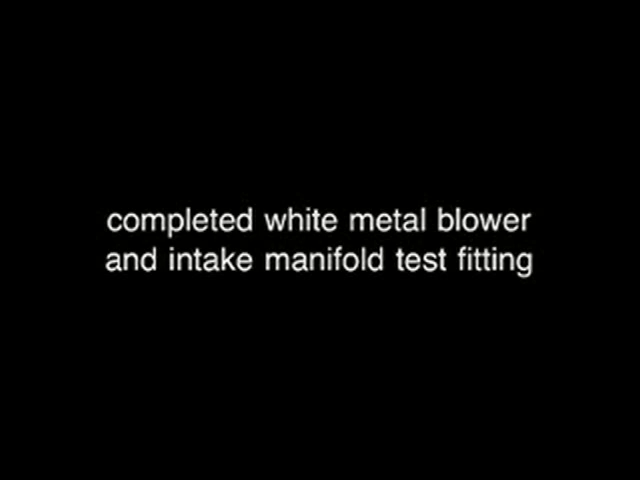 completed white metal blower
and intake manifold test fitting